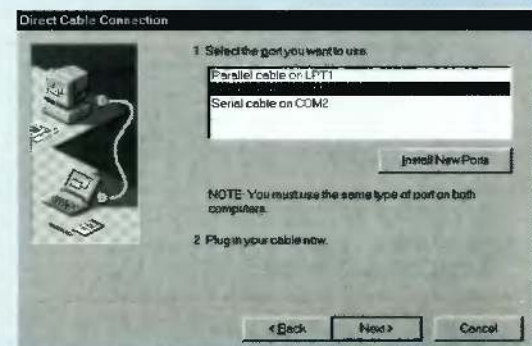 Direct Cable Connection
1 Select the port you want to use.
Parallel cable on LPT1
Serial cable on COM2
Install New Ports
NOTE: You must use the same type of port on both
computers.
2 Plug in your cable now.
< Back
Next >
Cancel